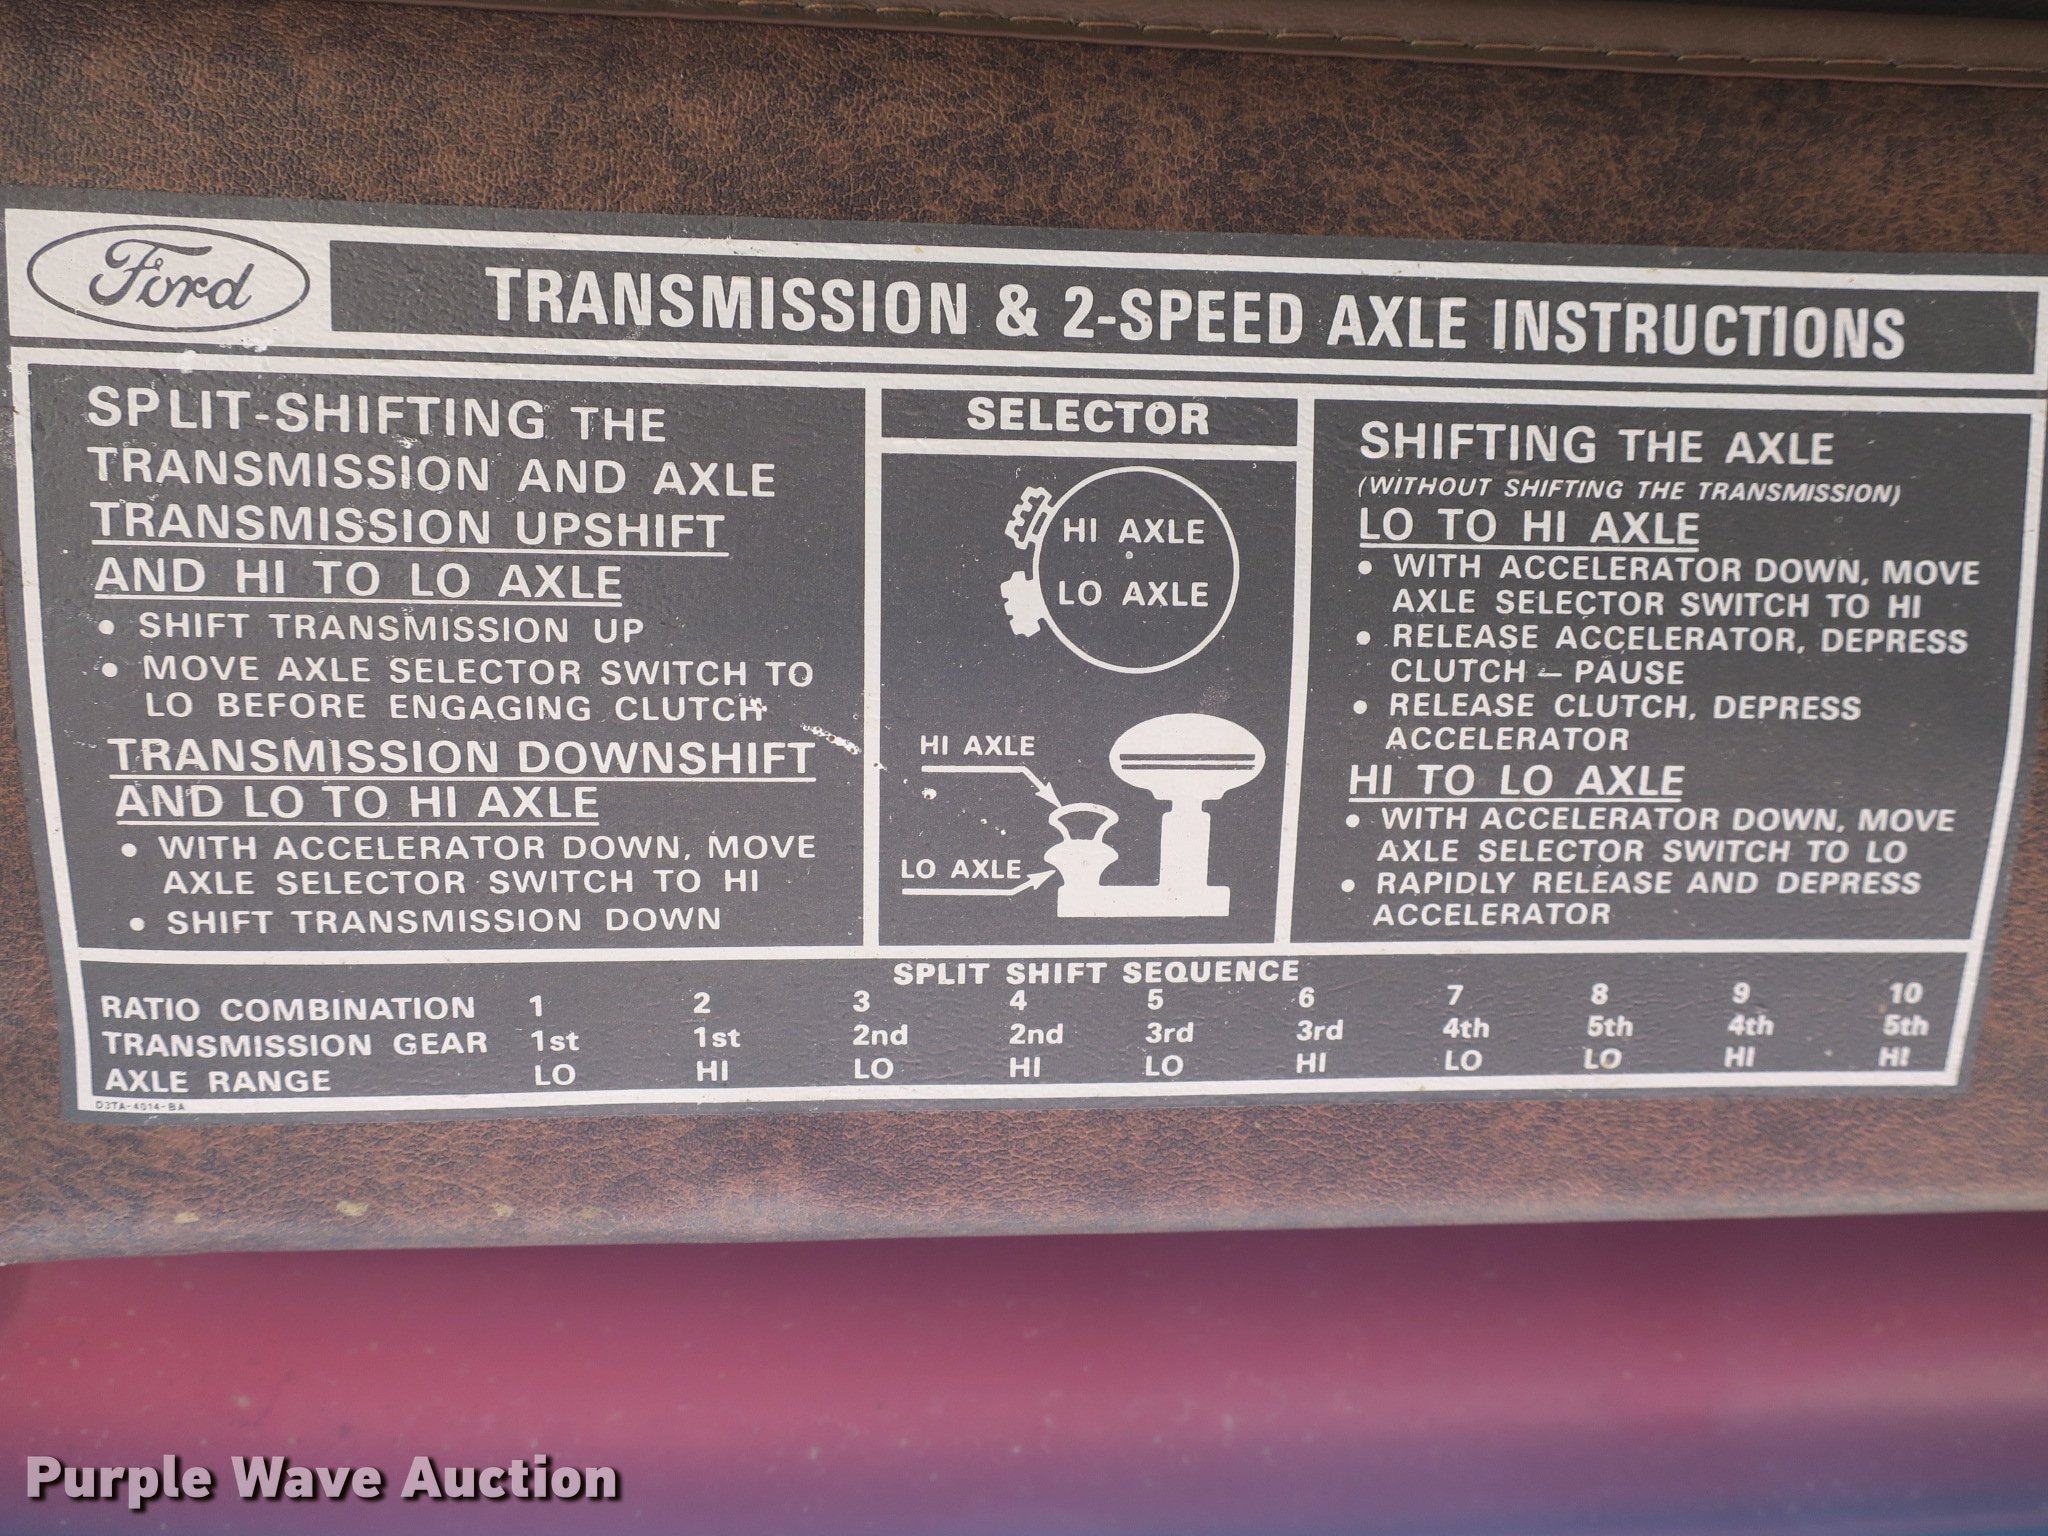 Ford
TRANSMISSION & 2-SPEED AXLE INSTRUCTIONS
SPLIT-SHIFTING THE
TRANSMISSION AND AXLE
TRANSMISSION UPSHIFT
AND HI TO LO AXLE
• SHIFT TRANSMISSION UP
• MOVE AXLE SELECTOR SWITCH TO
LO BEFORE ENGAGING CLUTCH
TRANSMISSION DOWNSHIFT
AND LO TO HI AXLE
• WITH ACCELERATOR DOWN, MOVE
AXLE SELECTOR SWITCH TO HI
• SHIFT TRANSMISSION DOWN
SELECTOR
HI AXLE
LO AXLE
HI AXLE
LO AXLE
SHIFTING THE AXLE
(WITHOUT SHIFTING THE TRANSMISSION)
LO TO HI AXLE
• WITH ACCELERATOR DOWN, MOVE
AXLE SELECTOR SWITCH TO HI
• RELEASE ACCELERATOR, DEPRESS
CLUTCH – PAUSE
• RELEASE CLUTCH, DEPRESS
ACCELERATOR
HI TO LO AXLE
• WITH ACCELERATOR DOWN, MOVE
AXLE SELECTOR SWITCH TO LO
• RAPIDLY RELEASE AND DEPRESS
ACCELERATOR
SPLIT SHIFT SEQUENCE
RATIO COMBINATION 1 2 3 4 5 6 7 8 9 10
TRANSMISSION GEAR 1st 1st 2nd 2nd 3rd 3rd 4th 5th 4th 5th
AXLE RANGE LO HI LO HI LO HI LO LO HI HI
D3TA-4014-BA
Purple Wave Auction